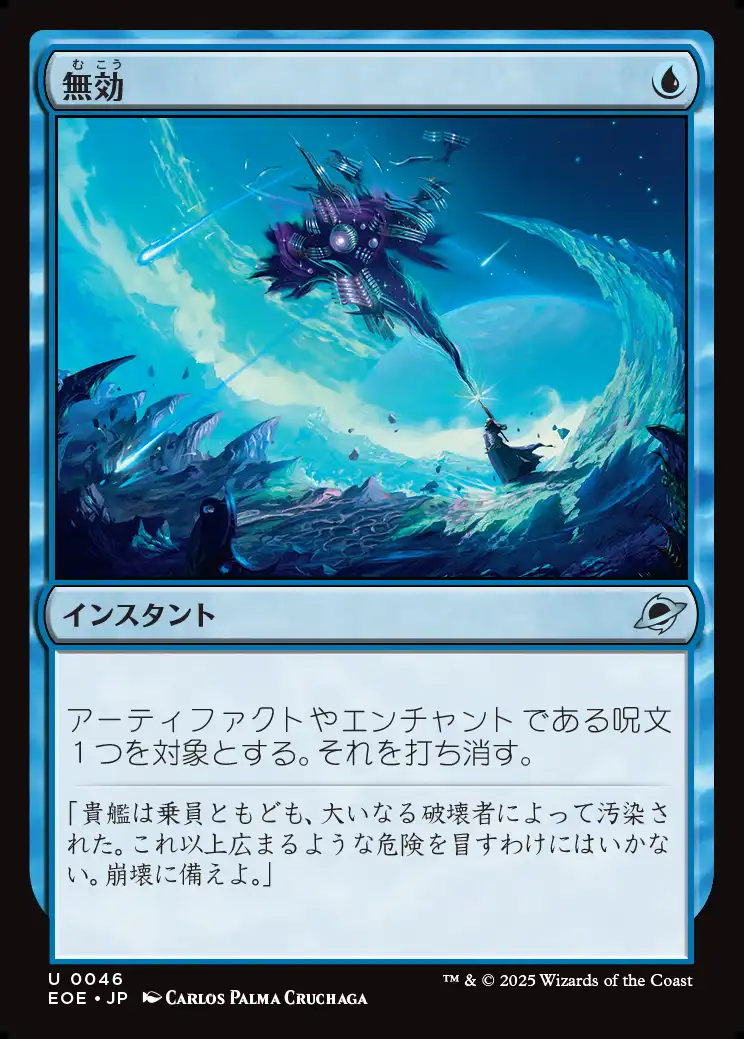 むこう
無効
インスタント
アーティファクトやエンチャントである呪文
1つを対象とする。それを打ち消す。
「貴艦は乗員ともども、大いなる破壊者によって汚染さ
れた。これ以上広まるような危険を冒すわけにはいかな
い。崩壊に備えよ。」
U 0046
EOE • JP CARLOS PALMA CRUCHAGA
™ & © 2025 Wizards of the Coast